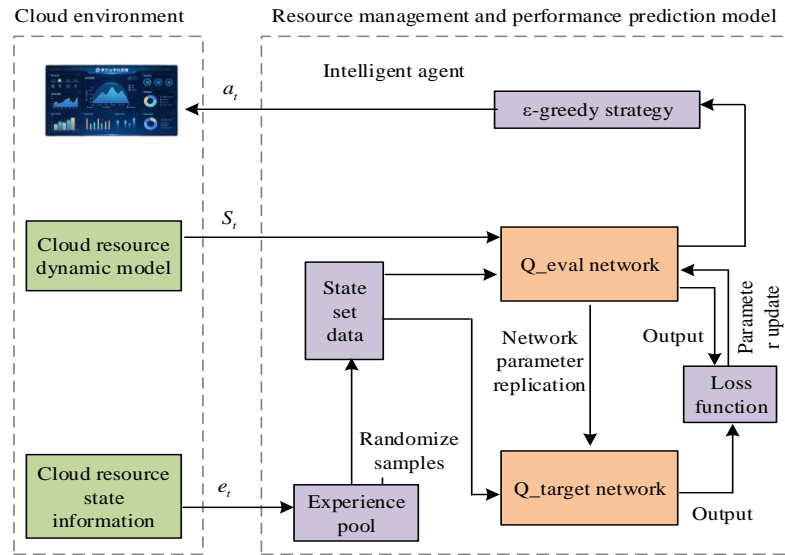 Cloud environment
Resource management and performance prediction model
Intelligent agent
a_t
ε-greedy strategy
S_t
Cloud resource
dynamic model
Q_eval network
State
set
data
Network
parameter
replication
Output
Paramete
r update
Loss
function
Randomize
samples
Cloud resource
state
information
e_t
Experience
pool
Q_target network
Output